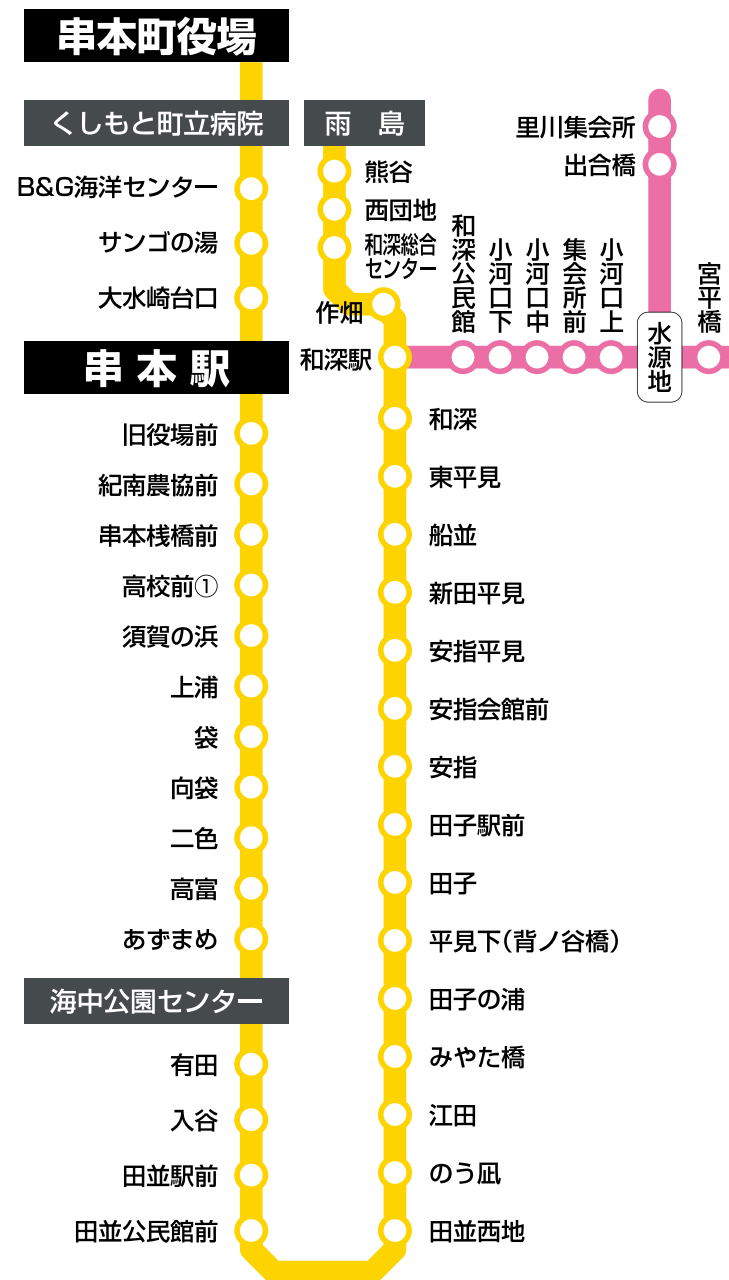 串本町役場
くしもと町立病院
B&G海洋センター
サンゴの湯
大水崎台口
串本駅
旧役場前
紀南農協前
串本桟橋前
高校前①
須賀の浜
上浦
袋
向袋
二色
高富
あずまめ
海中公園センター
有田
入谷
田並駅前
田並公民館前
雨島
熊谷
西団地
和深総合
センター
作畑
和深駅
和深
東平見
船並
新田平見
安指平見
安指会館前
安指
田子駅前
田子
平見下(背ノ谷橋)
田子の浦
みやた橋
江田
のう凪
田並西地
和深公民館
小河口下
小河口中
集会所前
小河口上
水源地
宮平橋
里川集会所
出合橋